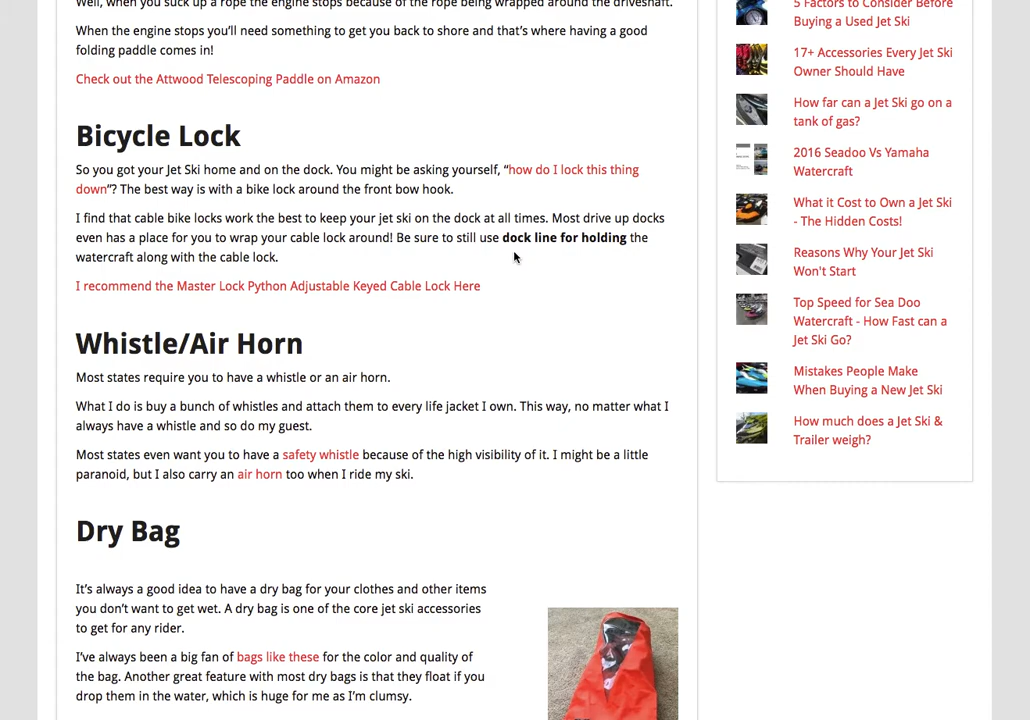 Well, when you suck up a rope the engine stops because of the rope being wrapped around the driveshaft.
When the engine stops you'll need something to get you back to shore and that's where having a good
folding paddle comes in!
Check out the Attwood Telescoping Paddle on Amazon
Bicycle Lock
So you got your Jet Ski home and on the dock. You might be asking yourself, “how do I lock this thing
down”? The best way is with a bike lock around the front bow hook.
I find that cable bike locks work the best to keep your jet ski on the dock at all times. Most drive up docks
even has a place for you to wrap your cable lock around! Be sure to still use dock line for holding the
watercraft along with the cable lock.
I recommend the Master Lock Python Adjustable Keyed Cable Lock Here
Whistle/Air Horn
Most states require you to have a whistle or an air horn.
What I do is buy a bunch of whistles and attach them to every life jacket I own. This way, no matter what I
always have a whistle and so do my guest.
Most states even want you to have a safety whistle because of the high visibility of it. I might be a little
paranoid, but I also carry an air horn too when I ride my ski.
Dry Bag
It's always a good idea to have a dry bag for your clothes and other items
you don't want to get wet. A dry bag is one of the core jet ski accessories
to get for any rider.
I've always been a big fan of bags like these for the color and quality of
the bag. Another great feature with most dry bags is that they float if you
drop them in the water, which is huge for me as I'm clumsy.
5 Factors to Consider Before
Buying a Used Jet Ski
17+ Accessories Every Jet Ski
Owner Should Have
How far can a Jet Ski go on a
tank of gas?
2016 Seadoo Vs Yamaha
Watercraft
What it Cost to Own a Jet Ski
- The Hidden Costs!
Reasons Why Your Jet Ski
Won't Start
Top Speed for Sea Doo
Watercraft - How Fast can a
Jet Ski Go?
Mistakes People Make
When Buying a New Jet Ski
How much does a Jet Ski &
Trailer weigh?